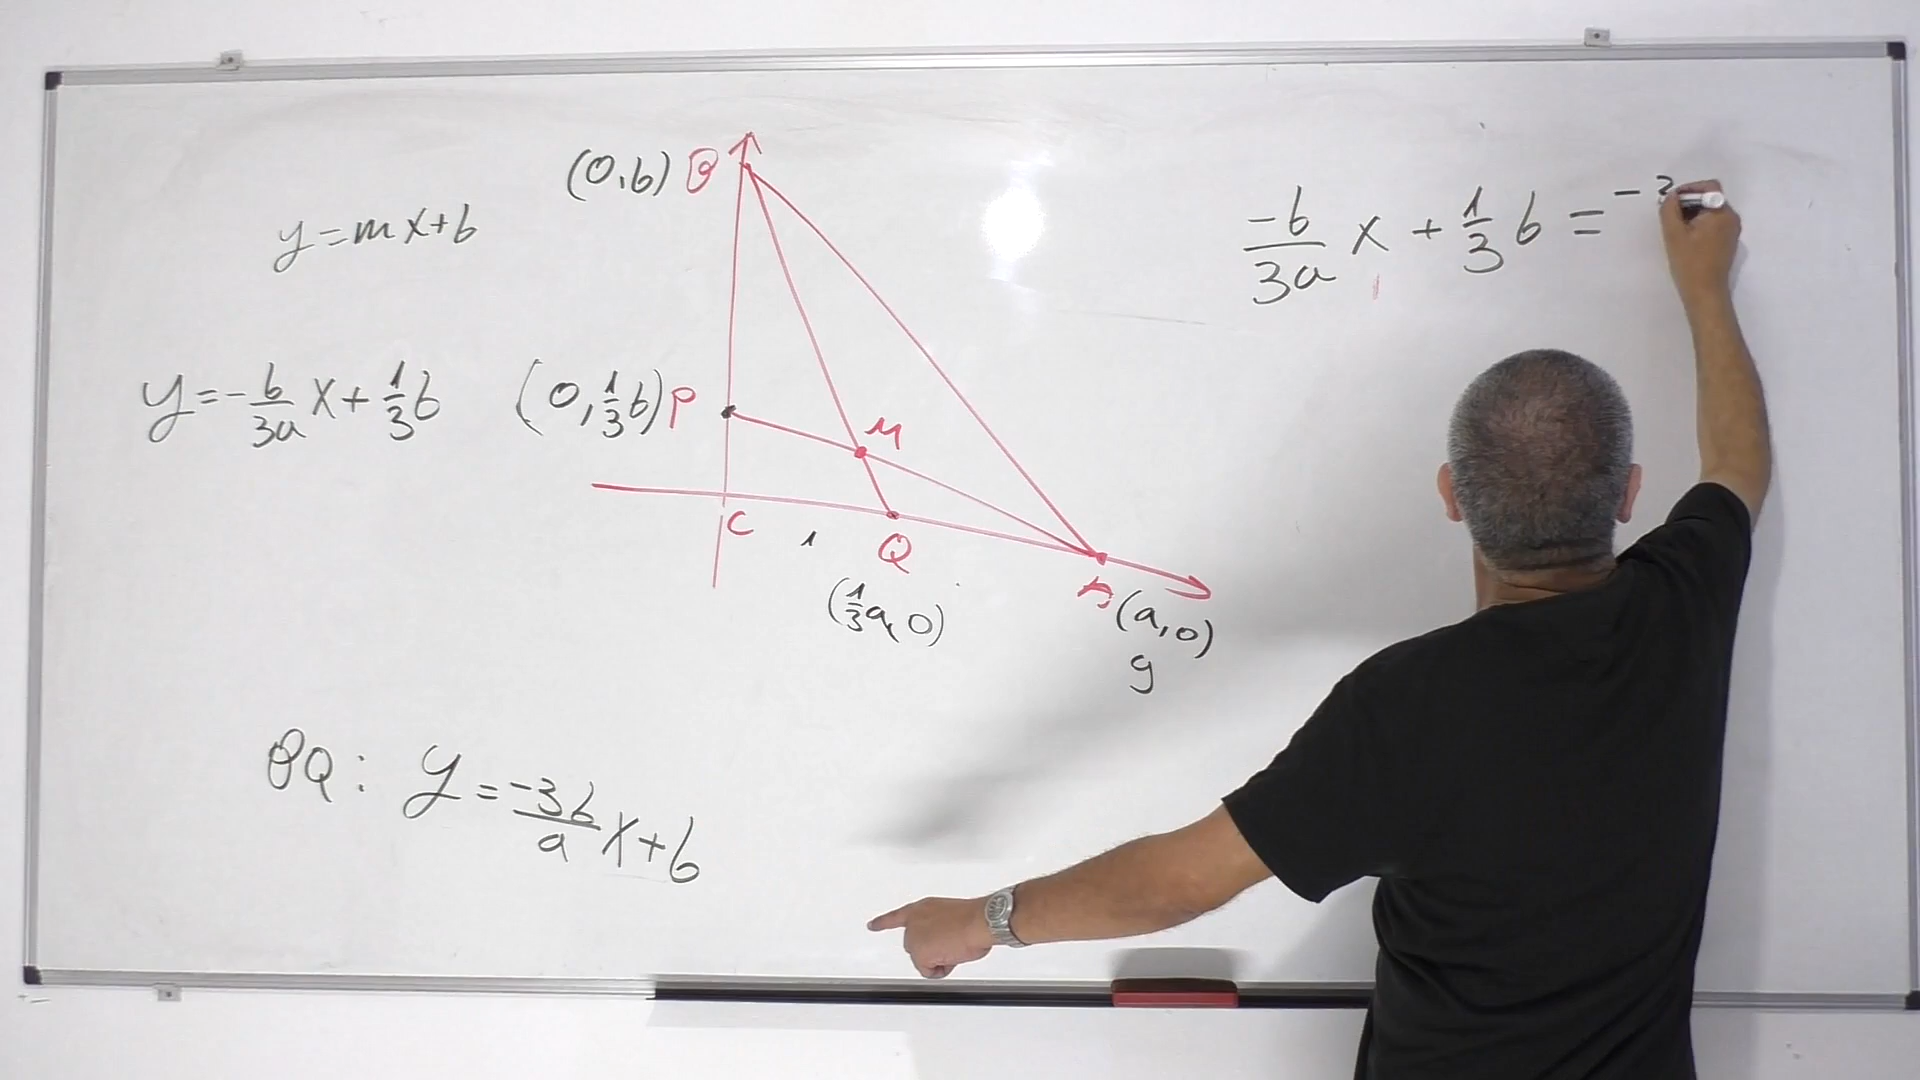 (0,b) B
y=mx+b
-b/3a x + 1/3 b = -3
y=-b/3a x+1/3 b
(0,1/3 b) P
M
C
Q
(1/3 a,0)
A (a,0)
g
BQ: y=-3b/a x+b